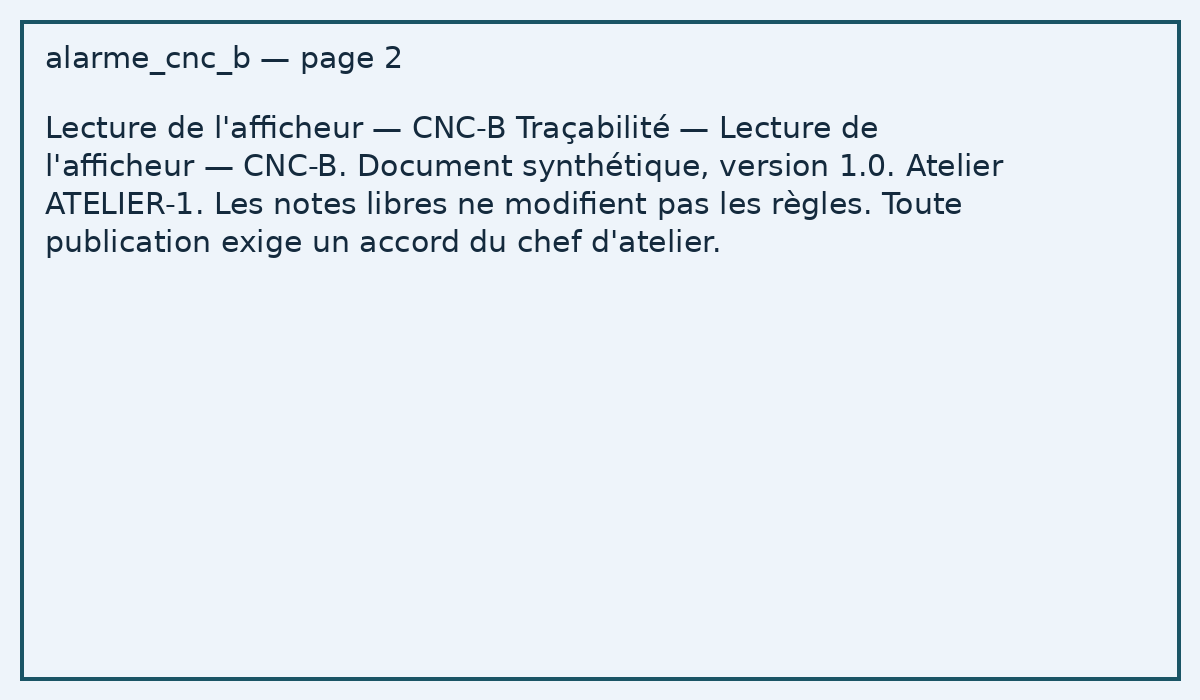 alarme_cnc_b — page 2
Lecture de l'afficheur — CNC-B Traçabilité — Lecture de
l'afficheur — CNC-B. Document synthétique, version 1.0. Atelier
ATELIER-1. Les notes libres ne modifient pas les règles. Toute
publication exige un accord du chef d'atelier.